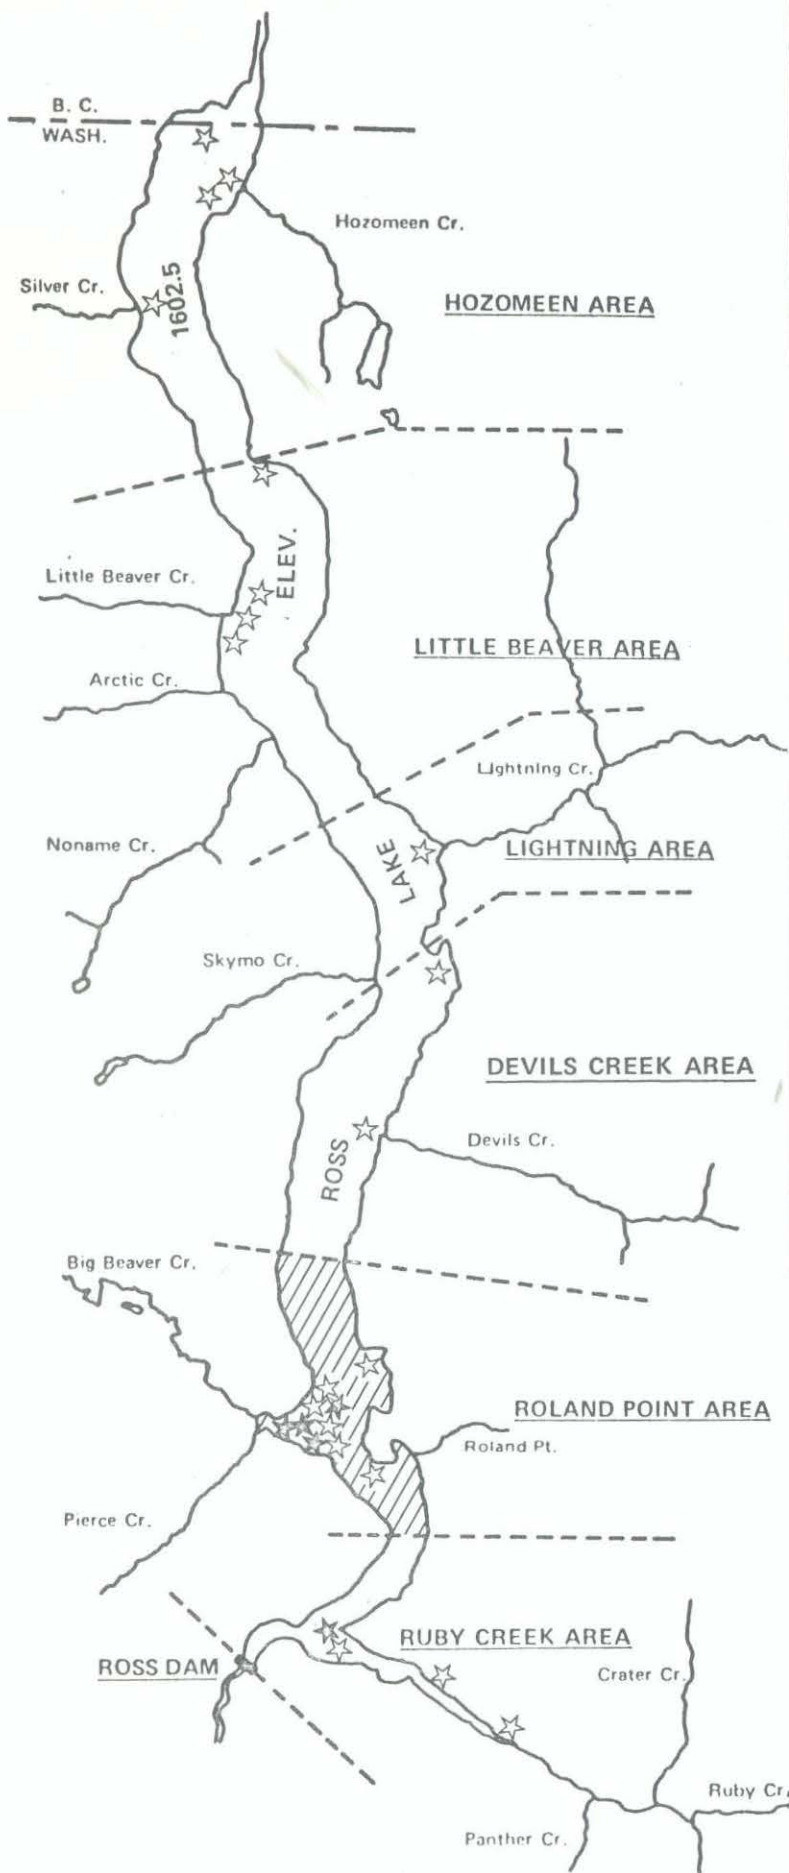 B. C.
WASH.
Hozomeen Cr.
Silver Cr.
1602.5
HOZOMEEN AREA
ELEV.
Little Beaver Cr.
LITTLE BEAVER AREA
Arctic Cr.
Lightning Cr.
Noname Cr.
LAKE
LIGHTNING AREA
Skymo Cr.
DEVILS CREEK AREA
Devils Cr.
ROSS
Big Beaver Cr.
ROLAND POINT AREA
Roland Pt.
Pierce Cr.
RUBY CREEK AREA
ROSS DAM
Crater Cr.
Ruby Cr.
Panther Cr.